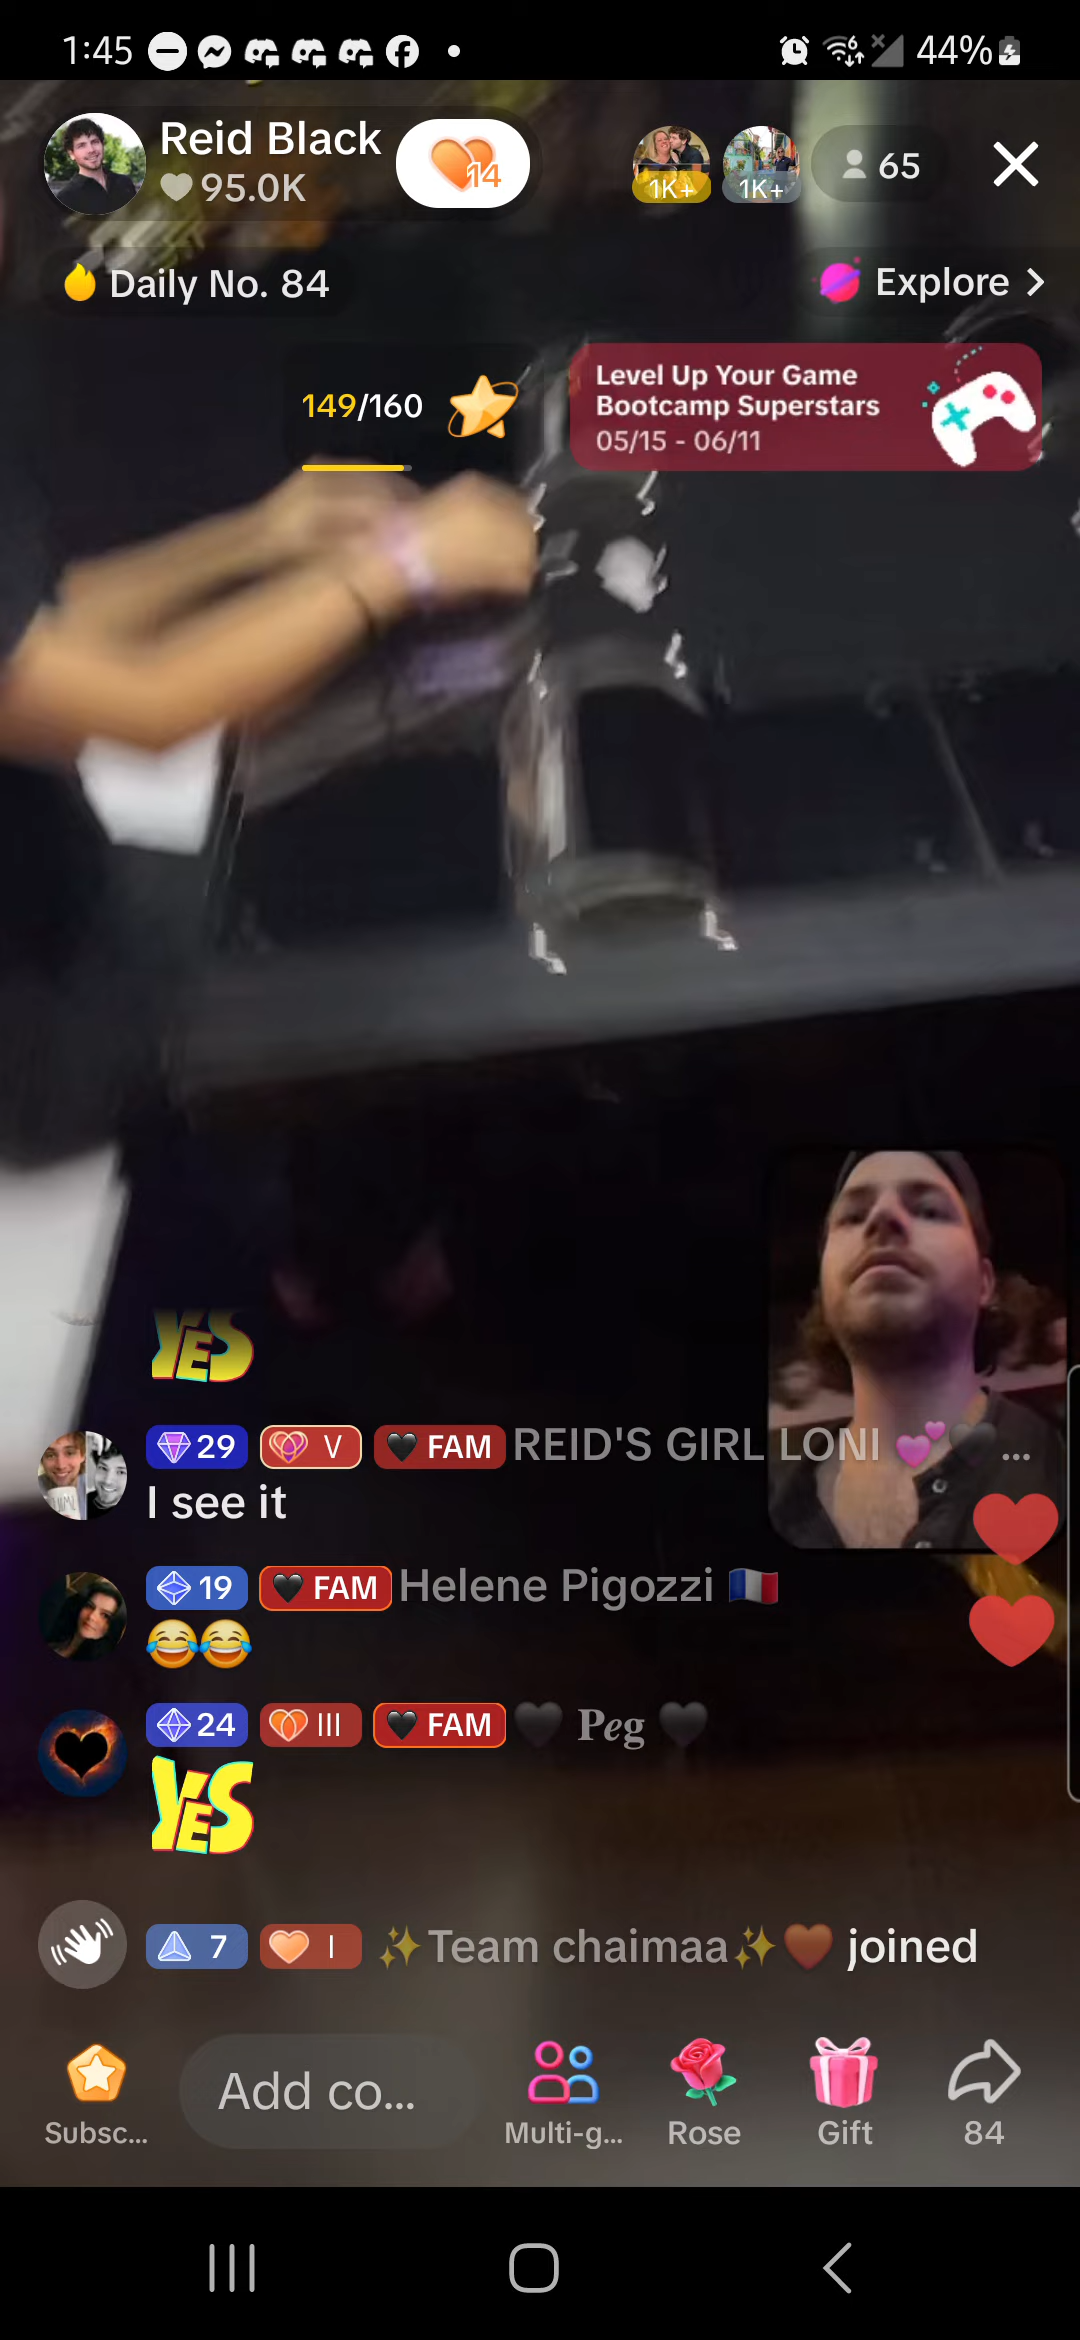 1:45
44%
Reid Black
95.0K
14
1K+
1K+
65
Daily No. 84
Explore
149/160
Level Up Your Game
Bootcamp Superstars
05/15 - 06/11
YES
29 V 🖤 FAM REID'S GIRL LONI 💕🖤 ...
I see it
19 🖤 FAM Helene Pigozzi 🇫🇷
😂😂
24 III 🖤 FAM 🖤 Peg 🖤
YES
7 I ✨Team chaimaa✨❤️ joined
Add co...
Subsc...
Multi-g...
Rose
Gift
84